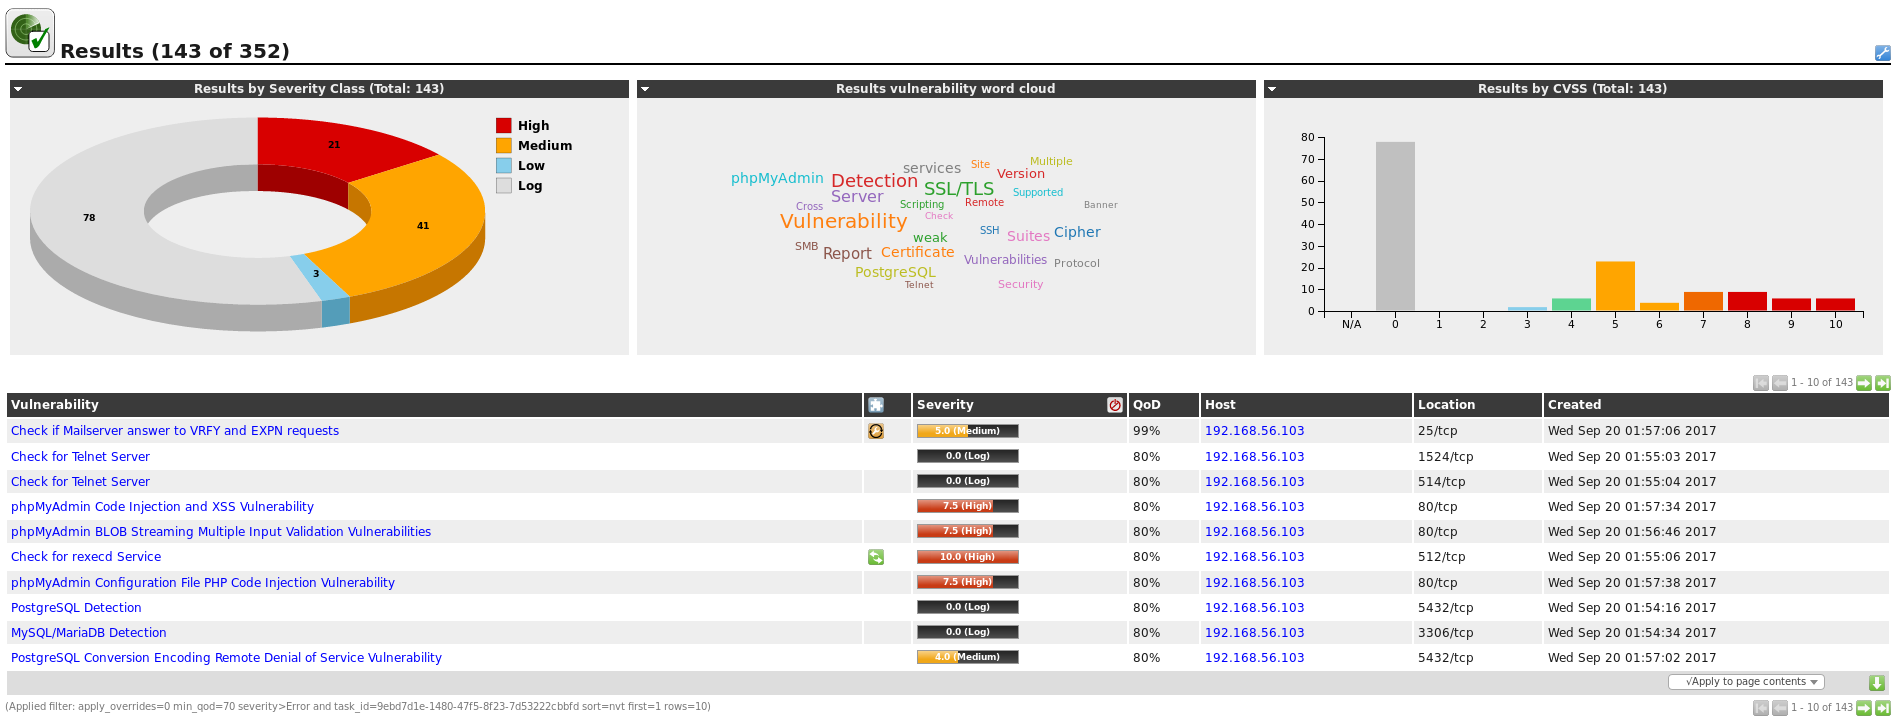 Results (143 of 352)
Results by Severity Class (Total: 143)
21
41
3
78
High
Medium
Low
Log
Results vulnerability word cloud
services Site Multiple
phpMyAdmin Detection Version
Server SSL/TLS Supported
Cross Scripting Remote Banner
Vulnerability Check
weak SSH Suites Cipher
SMB Report Certificate Vulnerabilities Protocol
PostgreSQL
Telnet Security
Results by CVSS (Total: 143)
80
70
60
50
40
30
20
10
0
N/A 0 1 2 3 4 5 6 7 8 9 10
1 - 10 of 143
Vulnerability Severity QoD Host Location Created
Check if Mailserver answer to VRFY and EXPN requests 5.0 (Medium) 99% 192.168.56.103 25/tcp Wed Sep 20 01:57:06 2017
Check for Telnet Server 0.0 (Log) 80% 192.168.56.103 1524/tcp Wed Sep 20 01:55:03 2017
Check for Telnet Server 0.0 (Log) 80% 192.168.56.103 514/tcp Wed Sep 20 01:55:04 2017
phpMyAdmin Code Injection and XSS Vulnerability 7.5 (High) 80% 192.168.56.103 80/tcp Wed Sep 20 01:57:34 2017
phpMyAdmin BLOB Streaming Multiple Input Validation Vulnerabilities 7.5 (High) 80% 192.168.56.103 80/tcp Wed Sep 20 01:56:46 2017
Check for rexecd Service 10.0 (High) 80% 192.168.56.103 512/tcp Wed Sep 20 01:55:06 2017
phpMyAdmin Configuration File PHP Code Injection Vulnerability 7.5 (High) 80% 192.168.56.103 80/tcp Wed Sep 20 01:57:38 2017
PostgreSQL Detection 0.0 (Log) 80% 192.168.56.103 5432/tcp Wed Sep 20 01:54:16 2017
MySQL/MariaDB Detection 0.0 (Log) 80% 192.168.56.103 3306/tcp Wed Sep 20 01:54:34 2017
PostgreSQL Conversion Encoding Remote Denial of Service Vulnerability 4.0 (Medium) 80% 192.168.56.103 5432/tcp Wed Sep 20 01:57:02 2017
√Apply to page contents
(Applied filter: apply_overrides=0 min_qod=70 severity>Error and task_id=9ebd7d1e-1480-47f5-8f23-7d53222cbbfd sort=nvt first=1 rows=10)
1 - 10 of 143